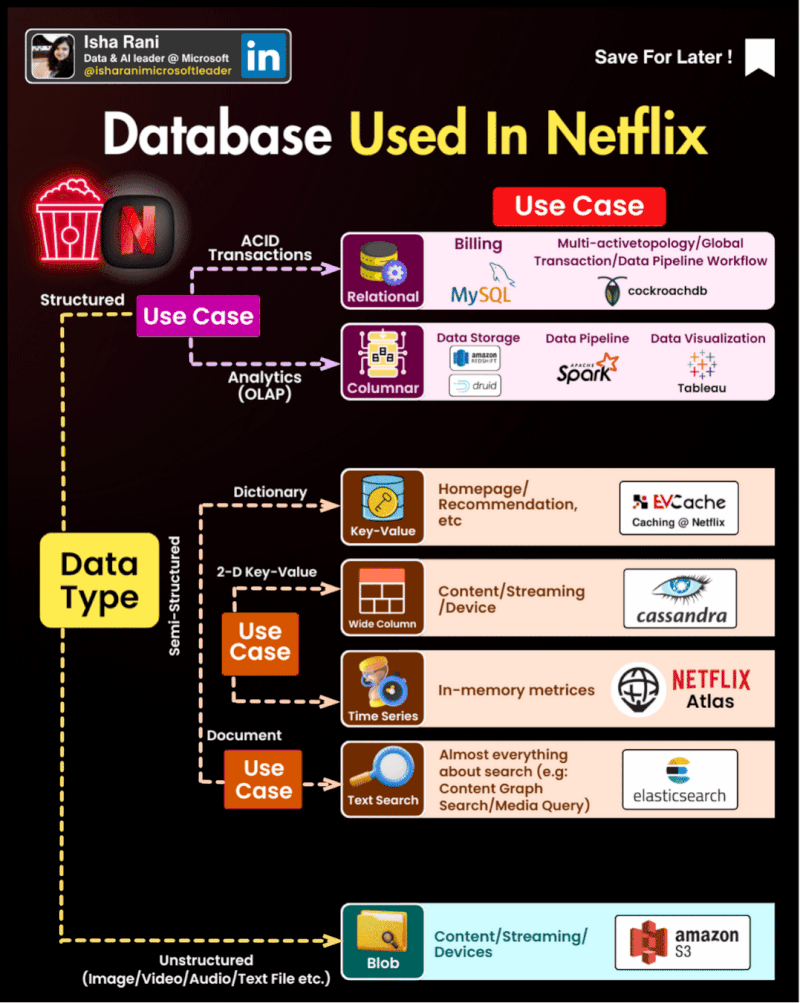 Isha Rani
Data & AI leader @ Microsoft
@isharanimicrosoftleader
in
Save For Later !
Database Used In Netflix
N
Use Case
Structured
Use Case
ACID
Transactions
Relational
Billing
MySQL
Multi-activetopology/Global
Transaction/Data Pipeline Workflow
cockroachdb
Analytics
(OLAP)
Columnar
Data Storage
amazon
REDSHIFT
druid
Data Pipeline
APACHE
Spark
Data Visualization
Tableau
Data
Type
Semi-Structured
Dictionary
Key-Value
Homepage/
Recommendation,
etc
EVCache
Caching @ Netflix
2-D Key-Value
Use
Case
Wide Column
Content/Streaming
/Device
cassandra
Time Series
In-memory metrices
NETFLIX
Atlas
Document
Use
Case
Text Search
Almost everything
about search (e.g:
Content Graph
Search/Media Query)
elasticsearch
Unstructured
(Image/Video/Audio/Text File etc.)
Blob
Content/Streaming/
Devices
amazon
S3